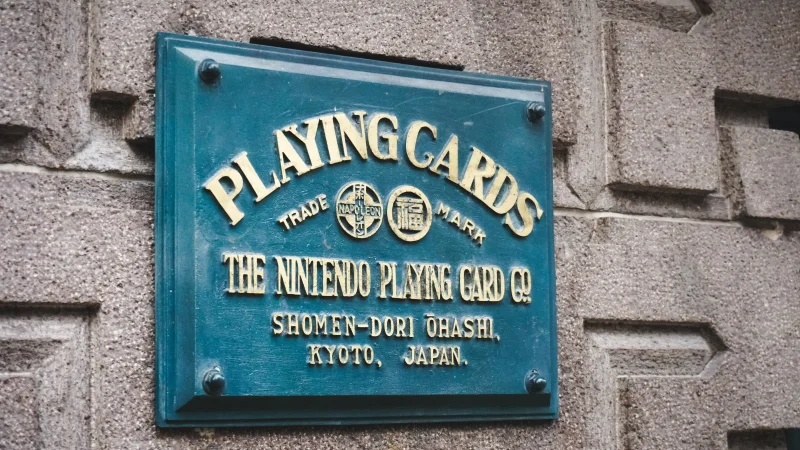 PLAYING CARDS
TRADE NAPOLEON 福 MARK
THE NINTENDO PLAYING CARD CO.
SHOMEN-DORI ŌHASHI,
KYOTO, JAPAN.